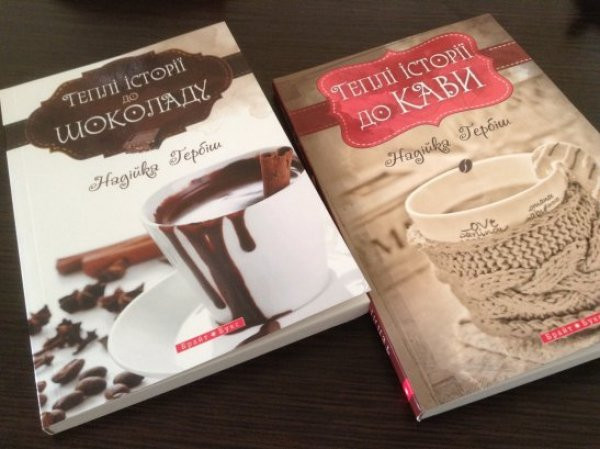 ТЕПЛІ ІСТОРІЇ
ДО
ШОКОЛАДУ
Надійка Гербіш
Брайт Букс
ТЕПЛІ ІСТОРІЇ
ДО КАВИ
Надійка Гербіш
Брайт Букс